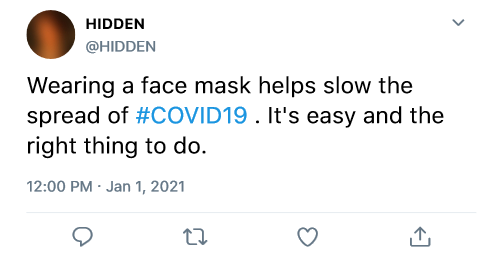 HIDDEN
@HIDDEN
Wearing a face mask helps slow the
spread of #COVID19 . It's easy and the
right thing to do.
12:00 PM · Jan 1, 2021